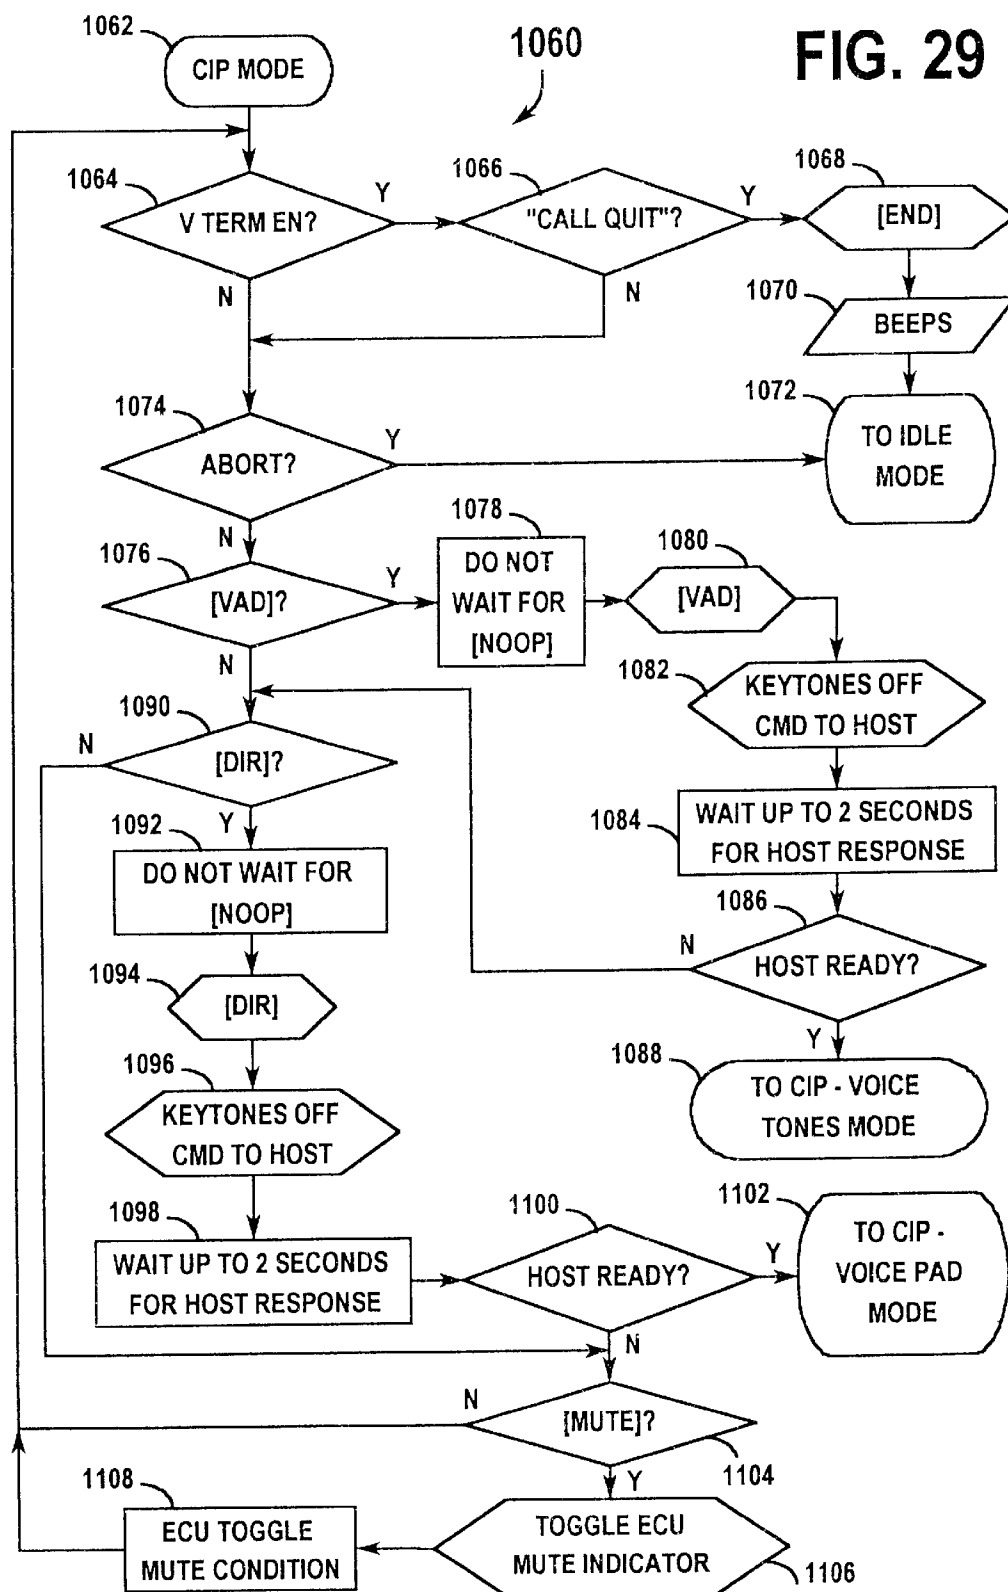 1062
CIP MODE
1060
FIG. 29
1064
V TERM EN?
Y
N
1066
"CALL QUIT"?
Y
N
1068
[END]
1070
BEEPS
1072
TO IDLE
MODE
1074
ABORT?
Y
N
1076
[VAD]?
Y
N
1078
DO NOT
WAIT FOR
[NOOP]
1080
[VAD]
1082
KEYTONES OFF
CMD TO HOST
1084
WAIT UP TO 2 SECONDS
FOR HOST RESPONSE
1086
HOST READY?
N
Y
1088
TO CIP - VOICE
TONES MODE
1090
[DIR]?
N
Y
1092
DO NOT WAIT FOR
[NOOP]
1094
[DIR]
1096
KEYTONES OFF
CMD TO HOST
1098
WAIT UP TO 2 SECONDS
FOR HOST RESPONSE
1100
HOST READY?
Y
N
1102
TO CIP -
VOICE PAD
MODE
[MUTE]?
N
Y
1104
TOGGLE ECU
MUTE INDICATOR
1106
1108
ECU TOGGLE
MUTE CONDITION